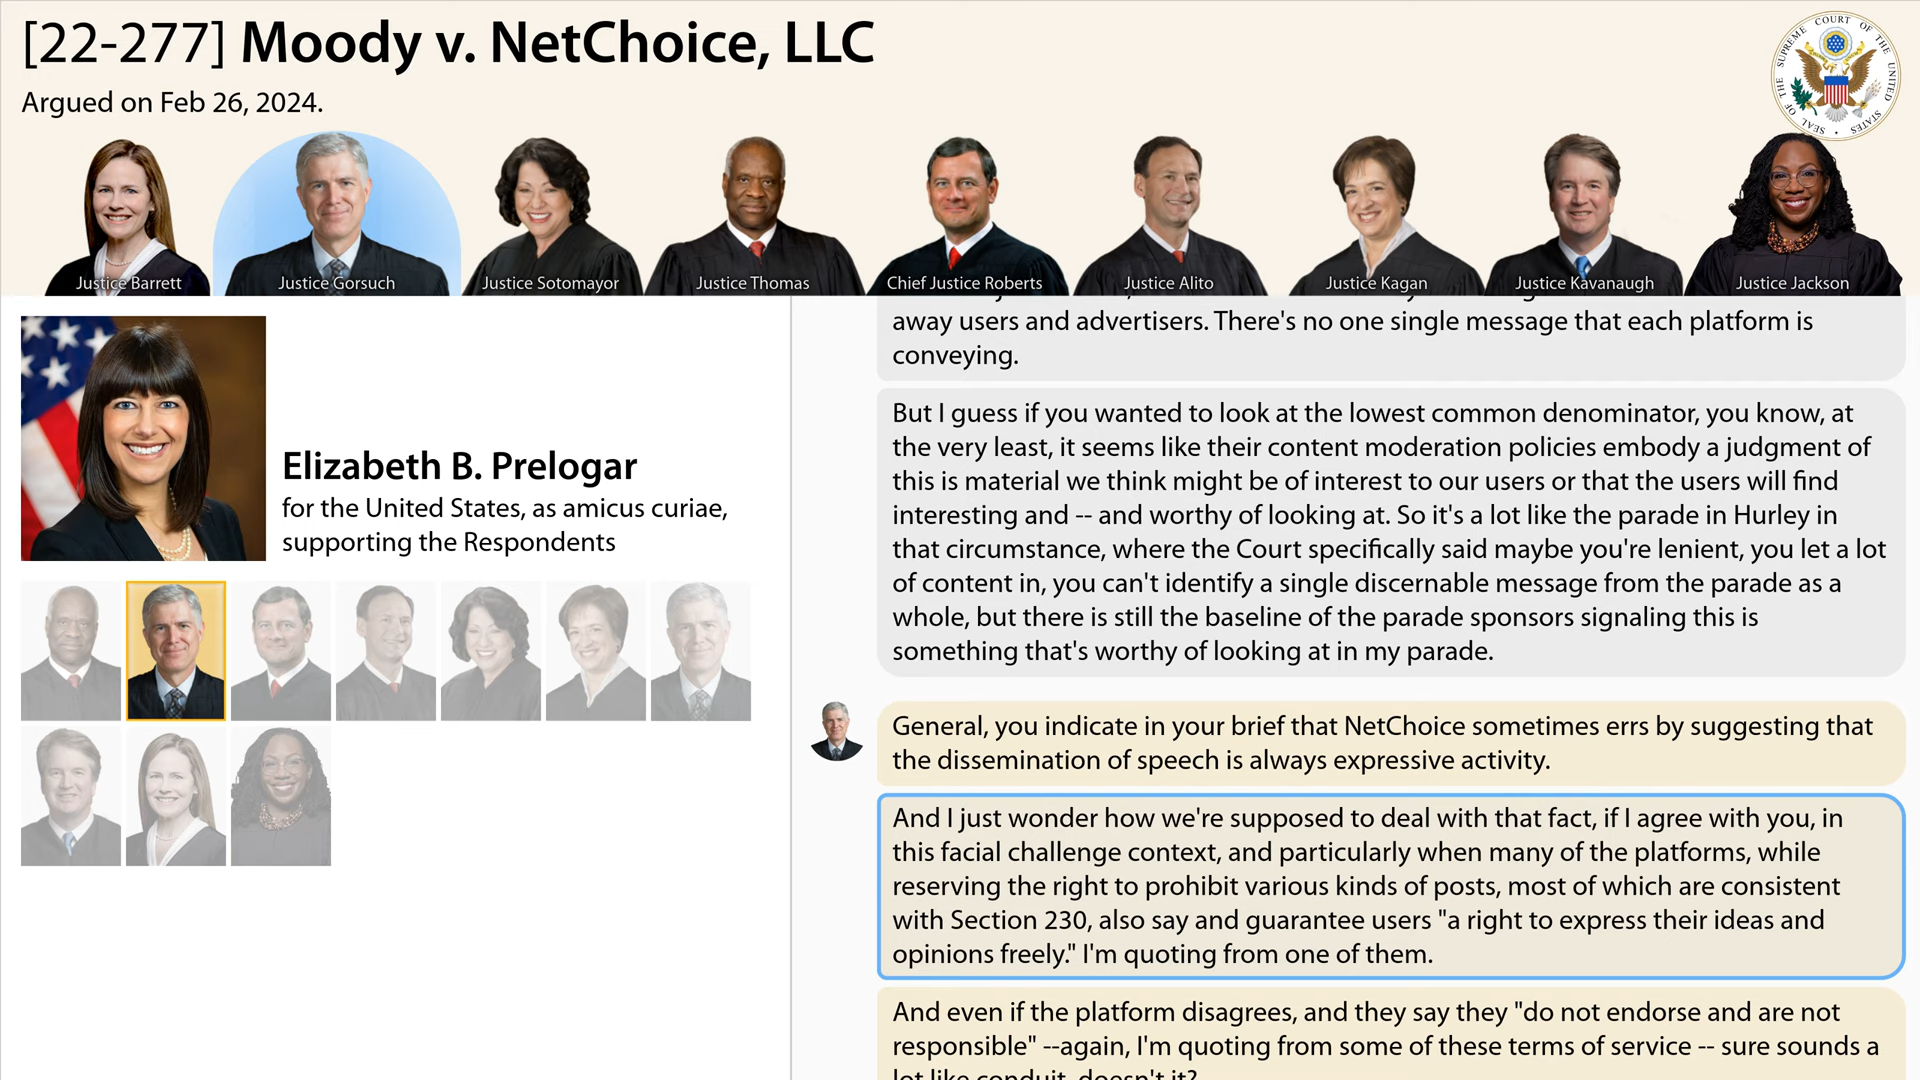 [22-277] Moody v. NetChoice, LLC
Argued on Feb 26, 2024.
SEAL OF THE SUPREME COURT OF THE UNITED STATES
Justice Barrett
Justice Gorsuch
Justice Sotomayor
Justice Thomas
Chief Justice Roberts
Justice Alito
Justice Kagan
Justice Kavanaugh
Justice Jackson
Elizabeth B. Prelogar
for the United States, as amicus curiae,
supporting the Respondents
away users and advertisers. There's no one single message that each platform is
conveying.
But I guess if you wanted to look at the lowest common denominator, you know, at
the very least, it seems like their content moderation policies embody a judgment of
this is material we think might be of interest to our users or that the users will find
interesting and -- and worthy of looking at. So it's a lot like the parade in Hurley in
that circumstance, where the Court specifically said maybe you're lenient, you let a lot
of content in, you can't identify a single discernable message from the parade as a
whole, but there is still the baseline of the parade sponsors signaling this is
something that's worthy of looking at in my parade.
General, you indicate in your brief that NetChoice sometimes errs by suggesting that
the dissemination of speech is always expressive activity.
And I just wonder how we're supposed to deal with that fact, if I agree with you, in
this facial challenge context, and particularly when many of the platforms, while
reserving the right to prohibit various kinds of posts, most of which are consistent
with Section 230, also say and guarantee users "a right to express their ideas and
opinions freely." I'm quoting from one of them.
And even if the platform disagrees, and they say they "do not endorse and are not
responsible" --again, I'm quoting from some of these terms of service -- sure sounds a
lot like conduit, doesn't it?